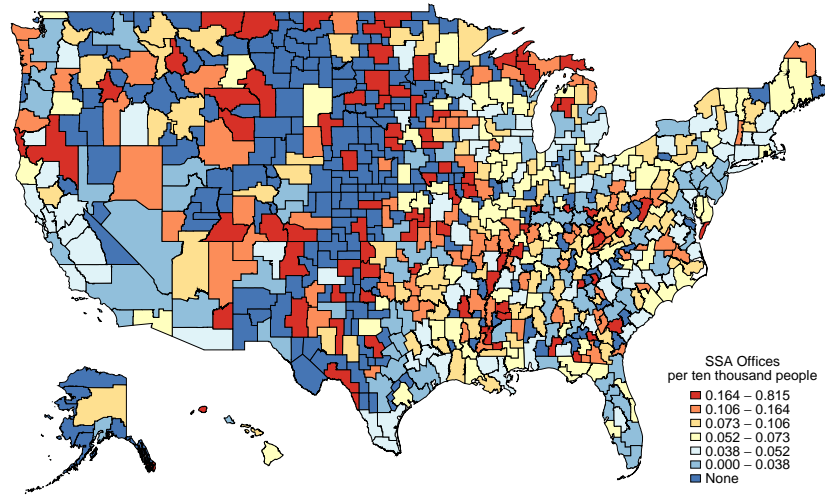 SSA Offices
per ten thousand people
0.164 – 0.815
0.106 – 0.164
0.073 – 0.106
0.052 – 0.073
0.038 – 0.052
0.000 – 0.038
None